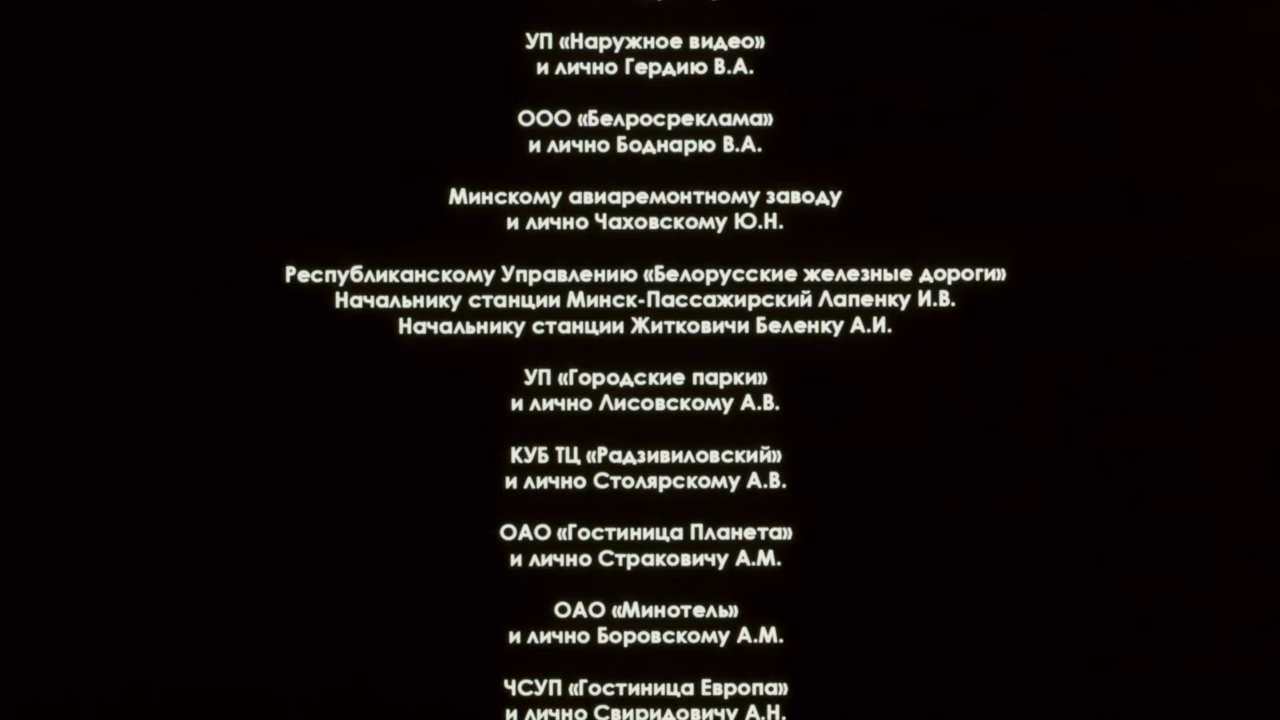 УП «Наружное видео»
и лично Гердию В.А.
ООО «Белросреклама»
и лично Боднарю В.А.
Минскому авиаремонтному заводу
и лично Чаховскому Ю.Н.
Республиканскому Управлению «Белорусские железные дороги»
Начальнику станции Минск-Пассажирский Лапенку И.В.
Начальнику станции Житковичи Беленку А.И.
УП «Городские парки»
и лично Лисовскому А.В.
КУБ ТЦ «Радзивиловский»
и лично Столярскому А.В.
ОАО «Гостиница Планета»
и лично Страковичу А.М.
ОАО «Минотель»
и лично Боровскому А.М.
ЧСУП «Гостиница Европа»
и лично Свиридовичу А.Н.